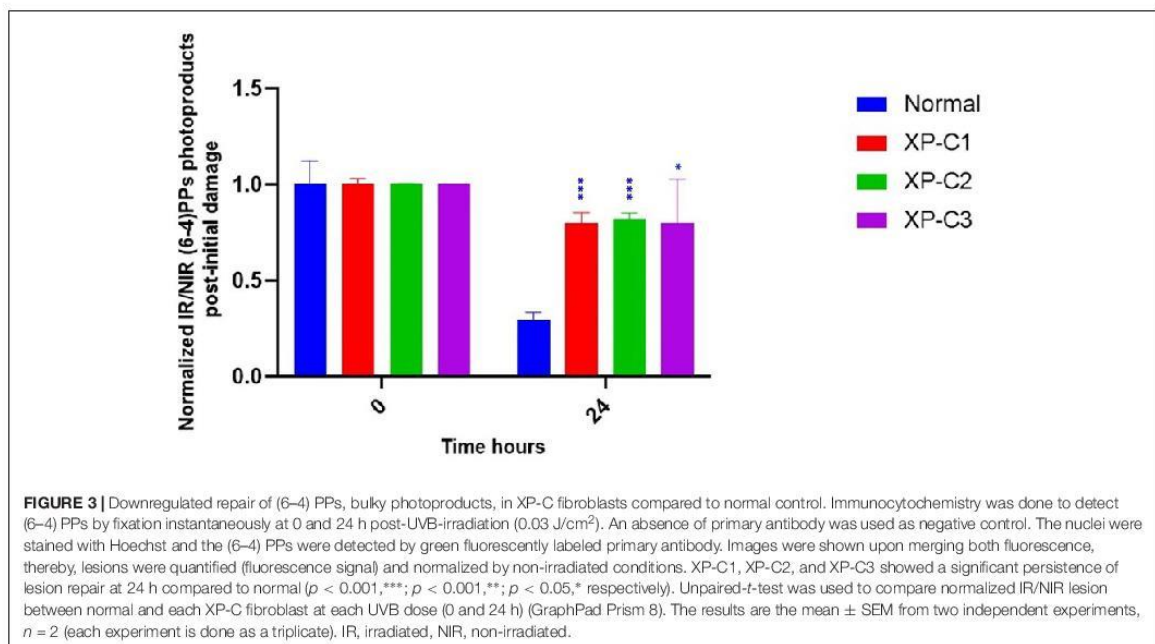 Normalized IR/NIR (6-4)PPs photoproducts
post-initial damage
1.5
1.0
0.5
0.0
***
***
*
0
24
Time hours
Normal
XP-C1
XP-C2
XP-C3
FIGURE 3 | Downregulated repair of (6–4) PPs, bulky photoproducts, in XP-C fibroblasts compared to normal control. Immunocytochemistry was done to detect
(6–4) PPs by fixation instantaneously at 0 and 24 h post-UVB-irradiation (0.03 J/cm²). An absence of primary antibody was used as negative control. The nuclei were
stained with Hoechst and the (6–4) PPs were detected by green fluorescently labeled primary antibody. Images were shown upon merging both fluorescence,
thereby, lesions were quantified (fluorescence signal) and normalized by non-irradiated conditions. XP-C1, XP-C2, and XP-C3 showed a significant persistence of
lesion repair at 24 h compared to normal (p < 0.001,***; p < 0.001,**; p < 0.05,* respectively). Unpaired-t-test was used to compare normalized IR/NIR lesion
between normal and each XP-C fibroblast at each UVB dose (0 and 24 h) (GraphPad Prism 8). The results are the mean ± SEM from two independent experiments,
n = 2 (each experiment is done as a triplicate). IR, irradiated, NIR, non-irradiated.